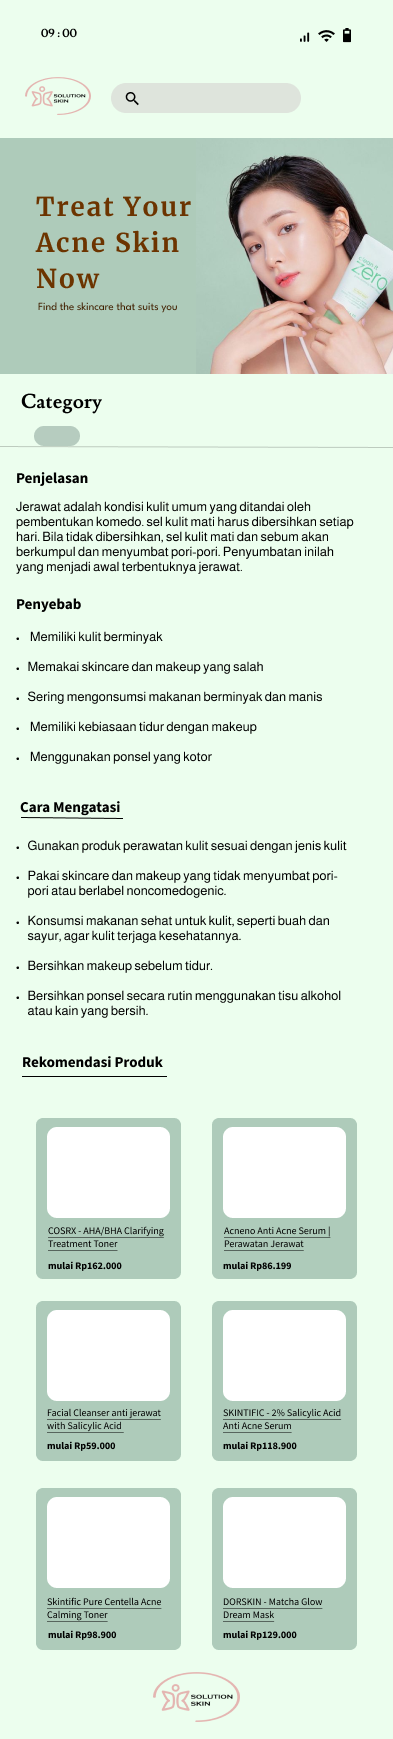 09 : 00
SOLUTION
SKIN
Treat Your
Acne Skin
Now
Find the skincare that suits you
zero
Category
Penjelasan
Jerawat adalah kondisi kulit umum yang ditandai oleh
pembentukan komedo. sel kulit mati harus dibersihkan setiap
hari. Bila tidak dibersihkan, sel kulit mati dan sebum akan
berkumpul dan menyumbat pori-pori. Penyumbatan inilah
yang menjadi awal terbentuknya jerawat.
Penyebab
• Memiliki kulit berminyak
• Memakai skincare dan makeup yang salah
• Sering mengonsumsi makanan berminyak dan manis
• Memiliki kebiasaan tidur dengan makeup
• Menggunakan ponsel yang kotor
Cara Mengatasi
• Gunakan produk perawatan kulit sesuai dengan jenis kulit
• Pakai skincare dan makeup yang tidak menyumbat pori-
pori atau berlabel noncomedogenic.
• Konsumsi makanan sehat untuk kulit, seperti buah dan
sayur, agar kulit terjaga kesehatannya.
• Bersihkan makeup sebelum tidur.
• Bersihkan ponsel secara rutin menggunakan tisu alkohol
atau kain yang bersih.
Rekomendasi Produk
COSRX - AHA/BHA Clarifying
Treatment Toner
mulai Rp162.000
Acneno Anti Acne Serum |
Perawatan Jerawat
mulai Rp86.199
Facial Cleanser anti jerawat
with Salicylic Acid
mulai Rp59.000
SKINTIFIC - 2% Salicylic Acid
Anti Acne Serum
mulai Rp118.900
Skintific Pure Centella Acne
Calming Toner
mulai Rp98.900
DORSKIN - Matcha Glow
Dream Mask
mulai Rp129.000
SOLUTION
SKIN